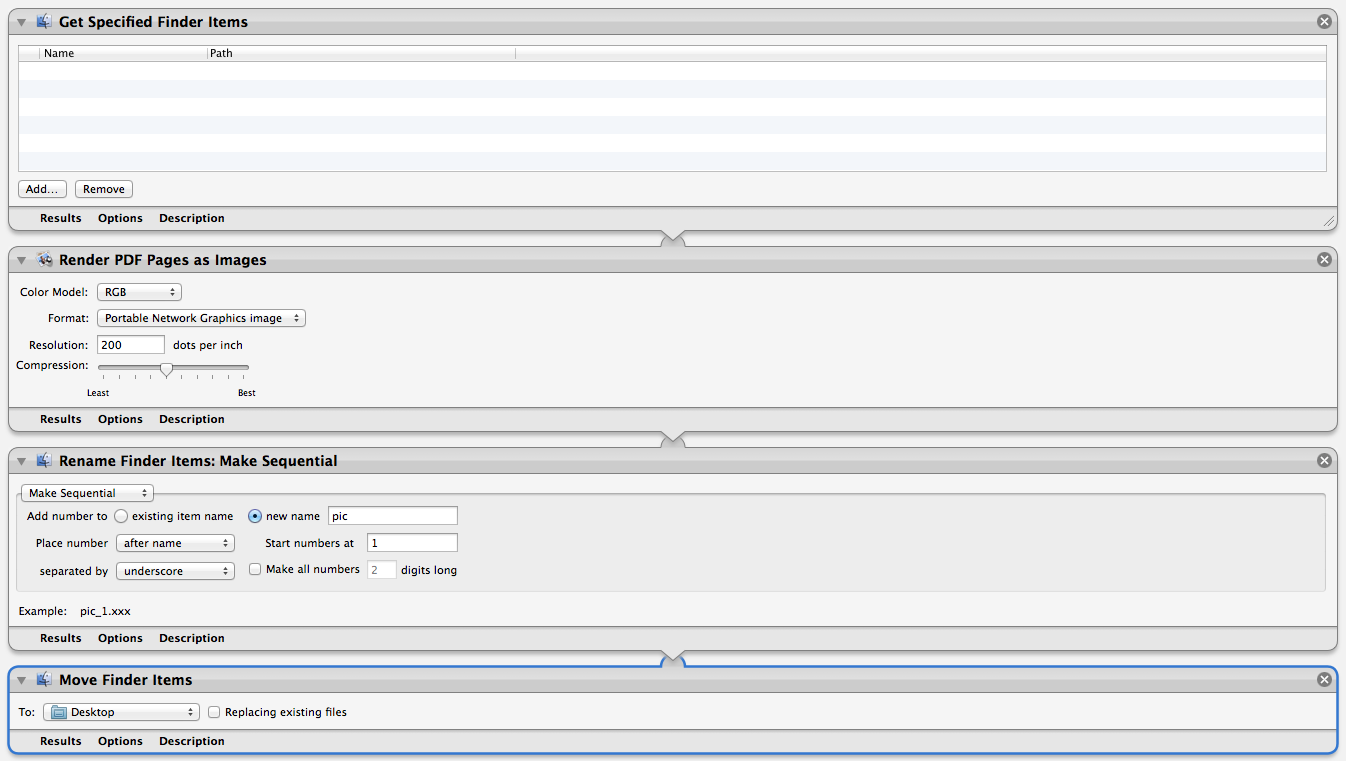 Get Specified Finder Items
Name Path
Add... Remove
Results Options Description
Render PDF Pages as Images
Color Model: RGB
Format: Portable Network Graphics image
Resolution: 200 dots per inch
Compression:
Least Best
Results Options Description
Rename Finder Items: Make Sequential
Make Sequential
Add number to existing item name new name pic
Place number after name Start numbers at 1
separated by underscore Make all numbers 2 digits long
Example: pic_1.xxx
Results Options Description
Move Finder Items
To: Desktop Replacing existing files
Results Options Description